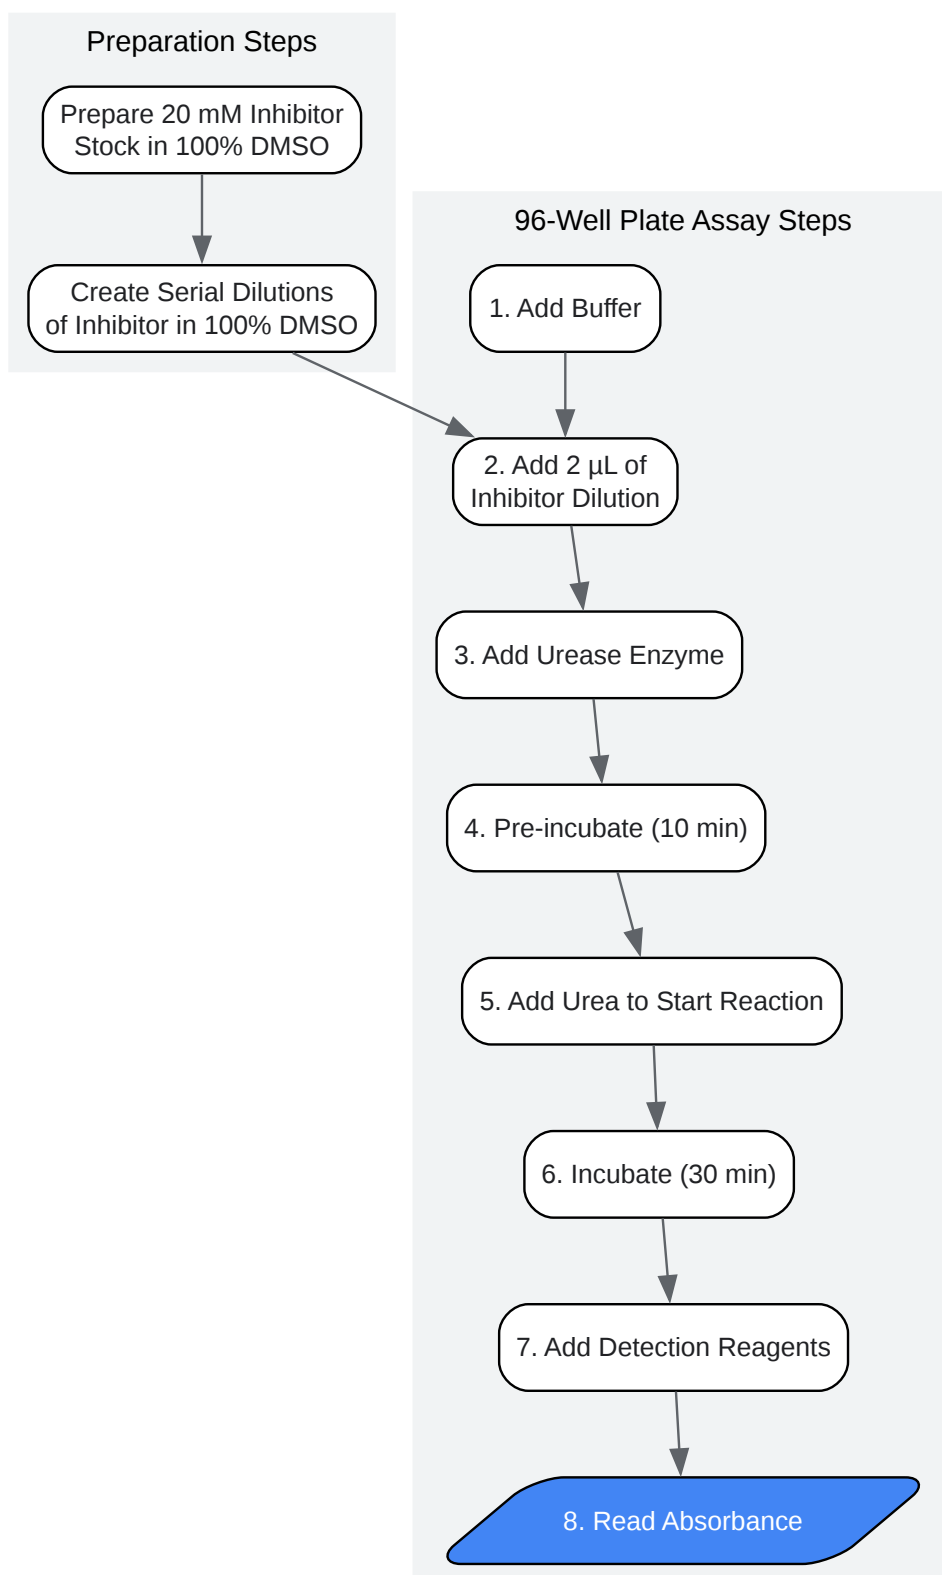 Preparation Steps
Prepare 20 mM Inhibitor
Stock in 100% DMSO
Create Serial Dilutions
of Inhibitor in 100% DMSO
96-Well Plate Assay Steps
1. Add Buffer
2. Add 2 µL of
Inhibitor Dilution
3. Add Urease Enzyme
4. Pre-incubate (10 min)
5. Add Urea to Start Reaction
6. Incubate (30 min)
7. Add Detection Reagents
8. Read Absorbance